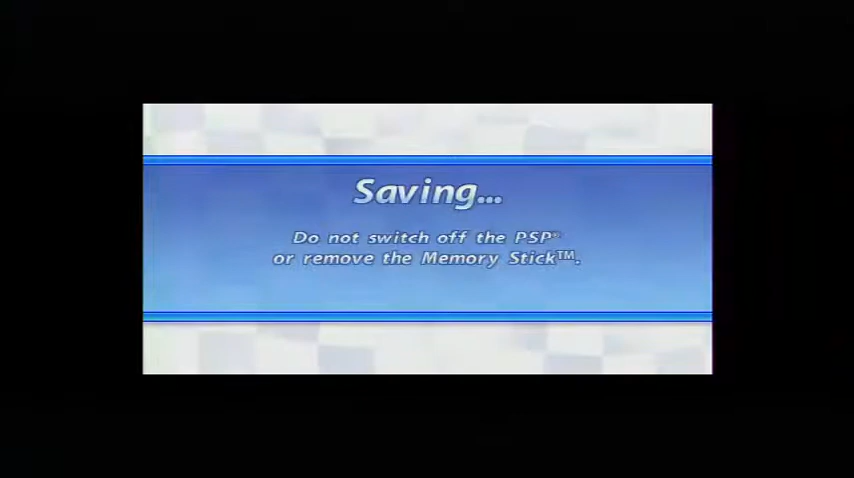 Saving...
Do not switch off the PSP®
or remove the Memory Stick™.